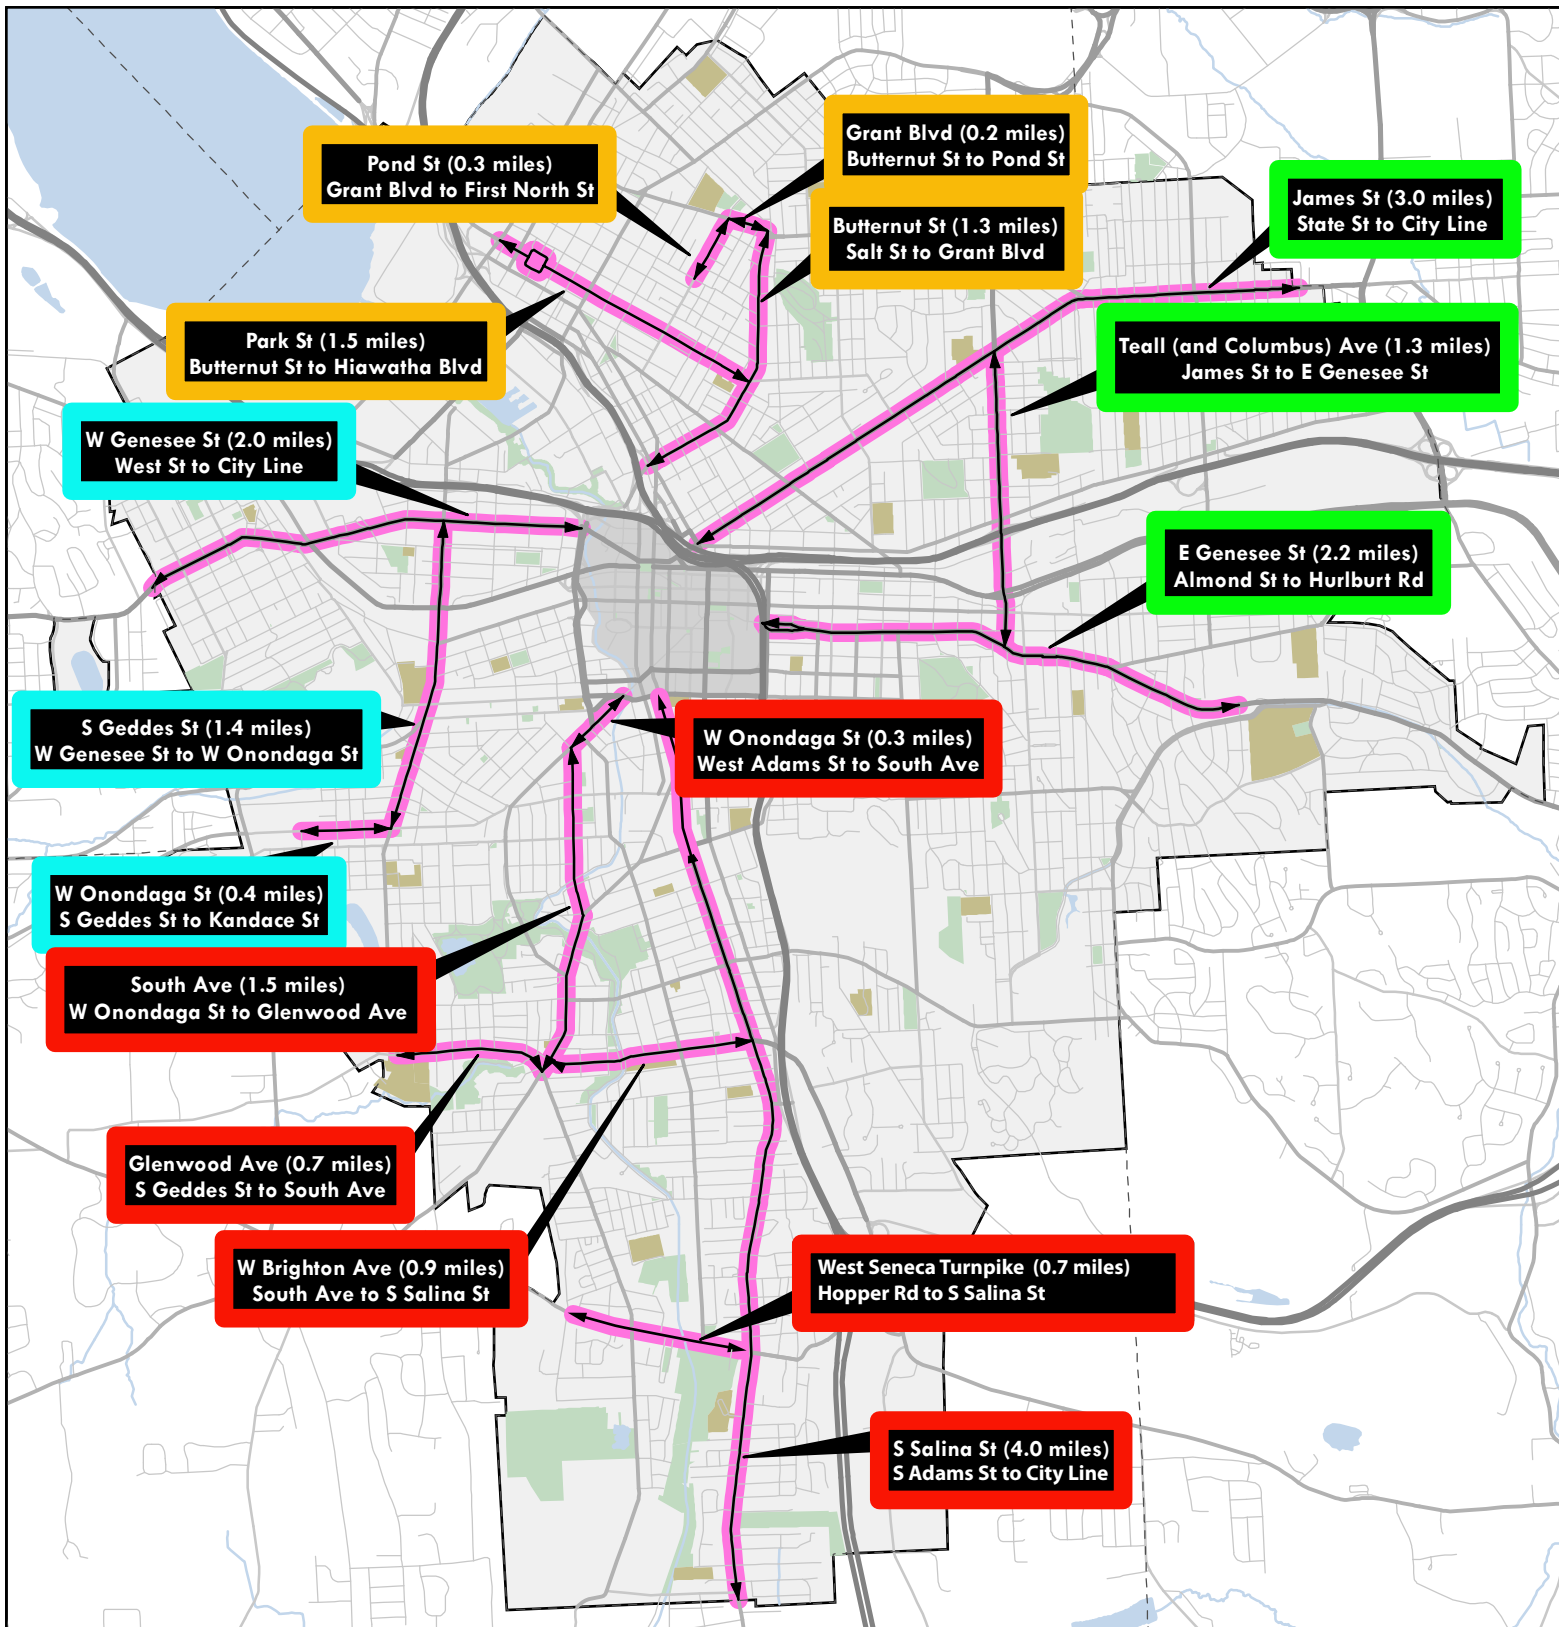 Grant Blvd (0.2 miles)
Butternut St to Pond St
Pond St (0.3 miles)
Grant Blvd to First North St
James St (3.0 miles)
State St to City Line
Butternut St (1.3 miles)
Salt St to Grant Blvd
Park St (1.5 miles)
Butternut St to Hiawatha Blvd
Teall (and Columbus) Ave (1.3 miles)
James St to E Genesee St
W Genesee St (2.0 miles)
West St to City Line
E Genesee St (2.2 miles)
Almond St to Hurlburt Rd
S Geddes St (1.4 miles)
W Genesee St to W Onondaga St
W Onondaga St (0.3 miles)
West Adams St to South Ave
W Onondaga St (0.4 miles)
S Geddes St to Kandace St
South Ave (1.5 miles)
W Onondaga St to Glenwood Ave
Glenwood Ave (0.7 miles)
S Geddes St to South Ave
W Brighton Ave (0.9 miles)
South Ave to S Salina St
West Seneca Turnpike (0.7 miles)
Hopper Rd to S Salina St
S Salina St (4.0 miles)
S Adams St to City Line